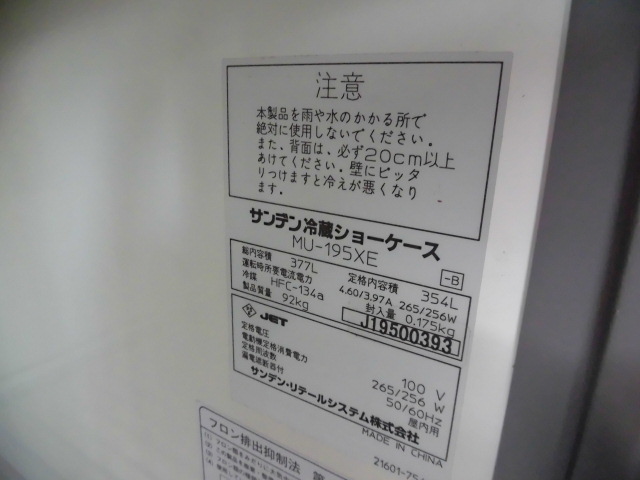 注意
本製品を雨や水のかかる所で
絶対に使用しないでください。
また、背面は、必ず20cm以上
あけてください。壁にピッタ
リつけますと冷えが悪くなり
ます。
サンデン冷蔵ショーケース
MU-195XE
-B
総内容積 377L 定格内容積 354L
運転時所要電流電力 4.60/3.97A 265/256W
冷媒 HFC-134a 封入量 0.175kg
製品質量 92kg
J19500393
JET
定格電圧 100 V
電動機定格消費電力 265/256 W
定格周波数 50/60Hz
漏電遮断器付 屋内用
サンデン・リテールシステム株式会社
MADE IN CHINA
21601-75
フロン排出抑制法